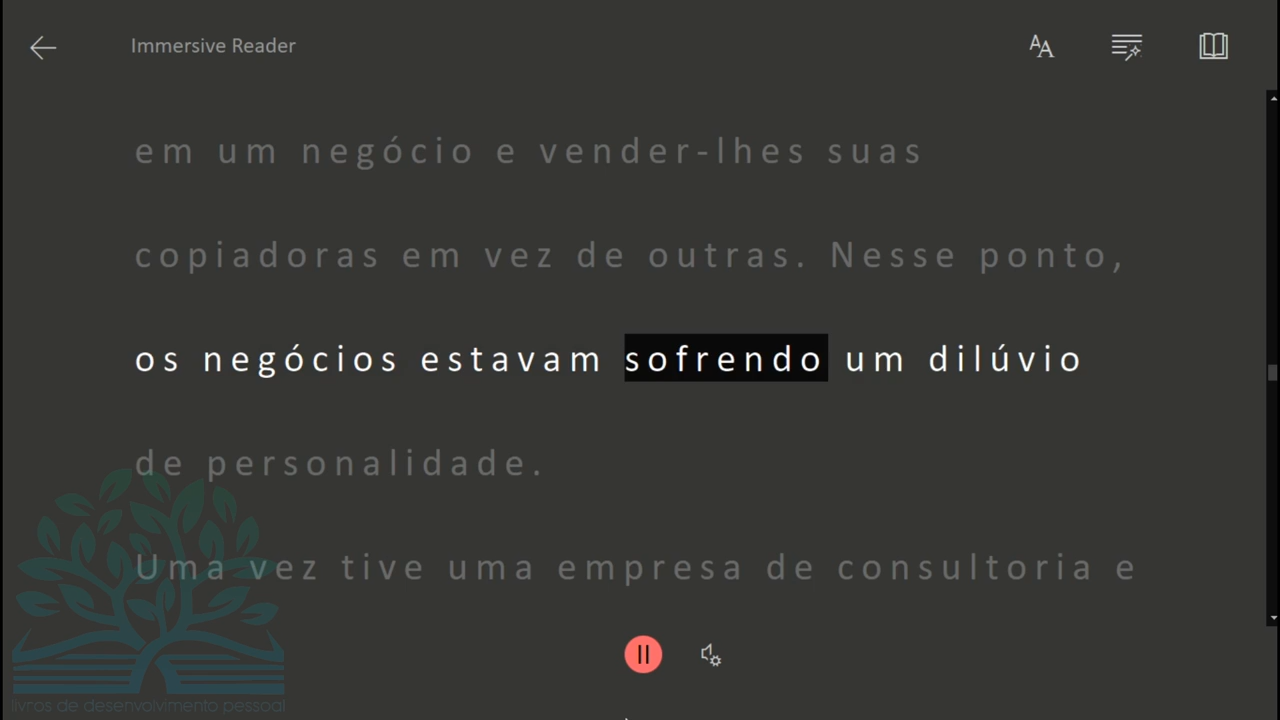 Immersive Reader
em um negócio e vender-lhes suas
copiadoras em vez de outras. Nesse ponto,
os negócios estavam sofrendo um dilúvio
de personalidade.
Uma vez tive uma empresa de consultoria e
livros de desenvolvimento pessoal